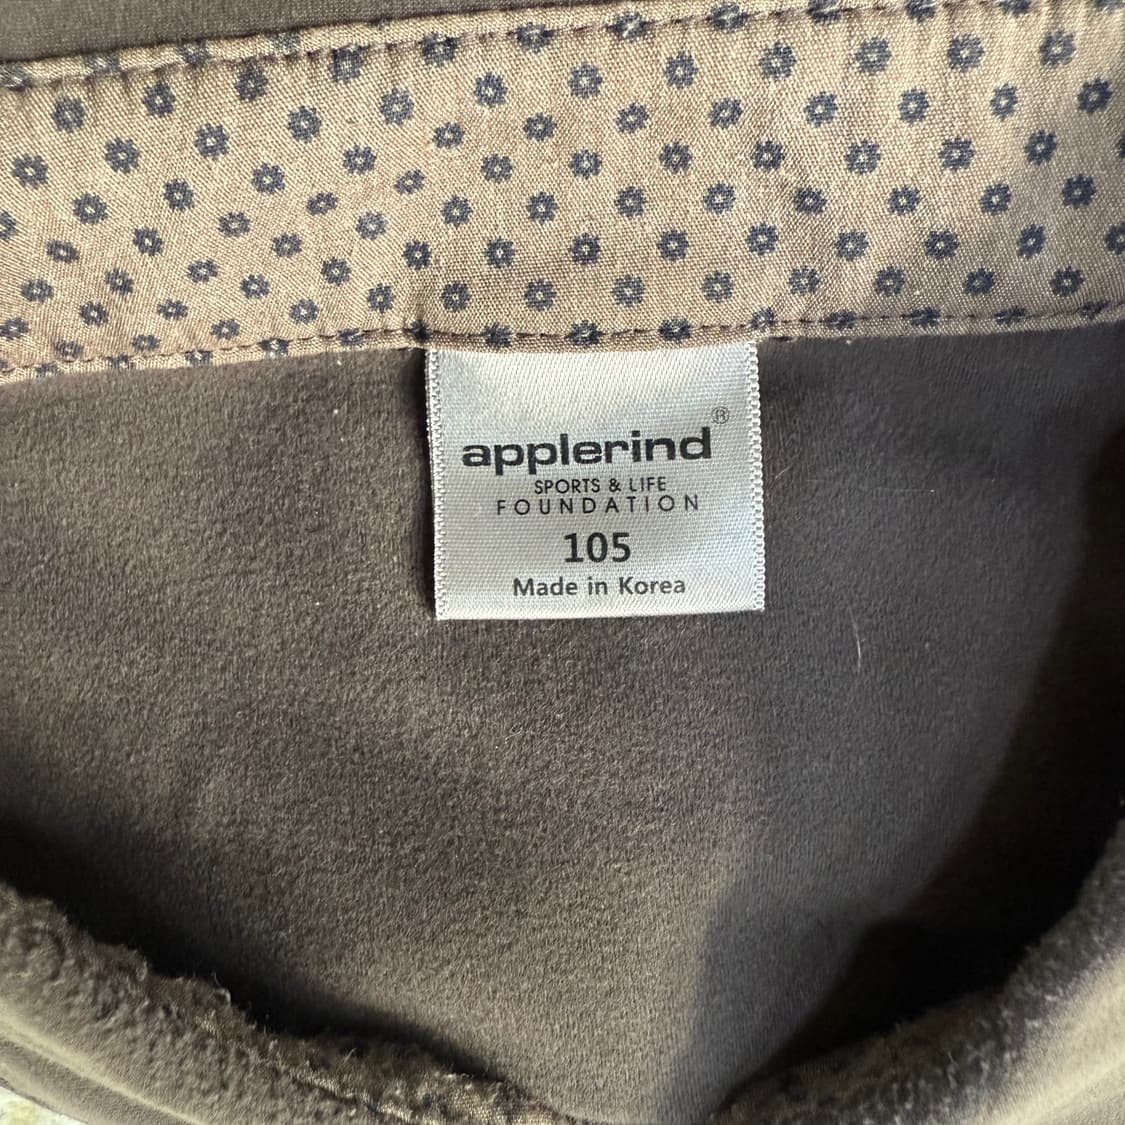 applerind®
SPORTS & LIFE
FOUNDATION
105
Made in Korea